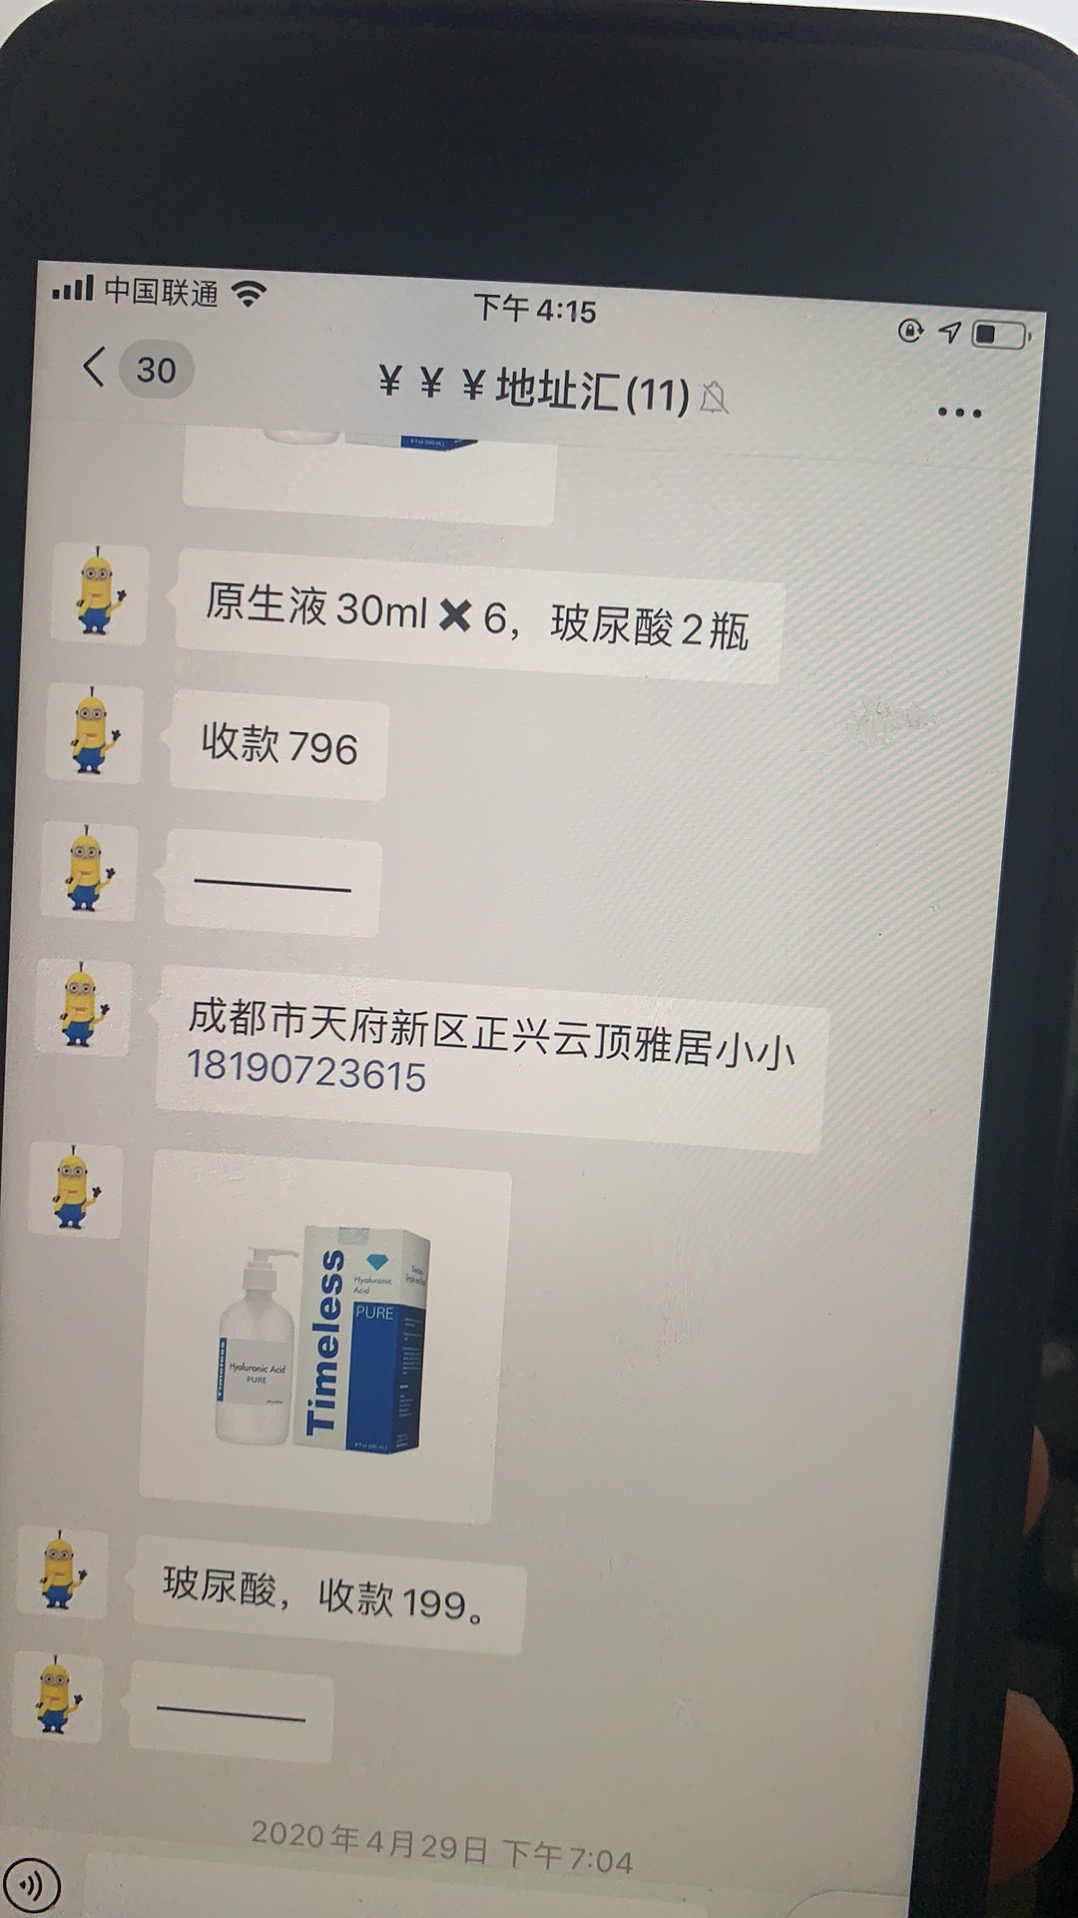 中国联通
下午4:15
30
¥ ¥ ¥地址汇(11)
原生液30ml✖6，玻尿酸2瓶
收款796
————
成都市天府新区正兴云顶雅居小小
18190723615
Timeless
Hyaluronic
Acid
PURE
Hyaluronic Acid
PURE
玻尿酸，收款199。
————
2020年4月29日 下午7:04